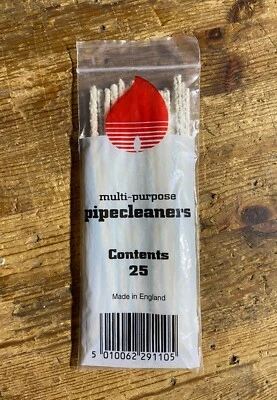 multi-purpose
pipecleaners
Contents
25
Made in England
5 010062 291105